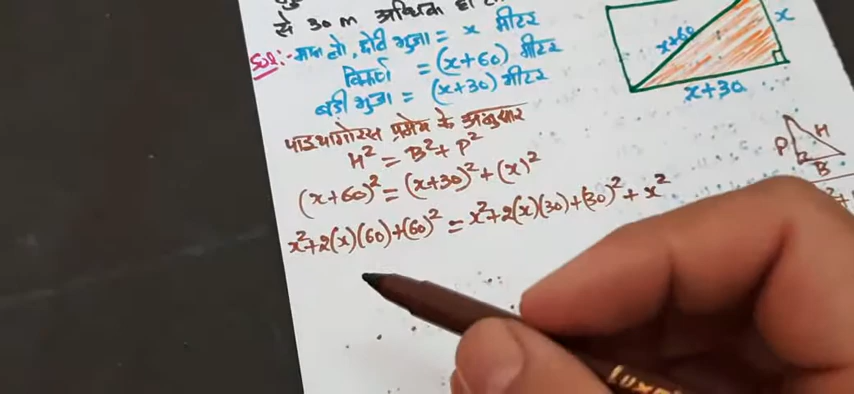 से 30 m अधिक हो
Sol:- मान लो, छोटी भुजा = x मीटर
विकर्ण = (x+60) मीटर
बड़ी भुजा = (x+30) मीटर
पाइथागोरस प्रमेय के अनुसार
H² = B² + P²
(x+60)² = (x+30)² + (x)²
x²+2(x)(60)+(60)² = x²+2(x)(30)+(30)² + x²
x+60
x
x+30
P
H
B
Luxo